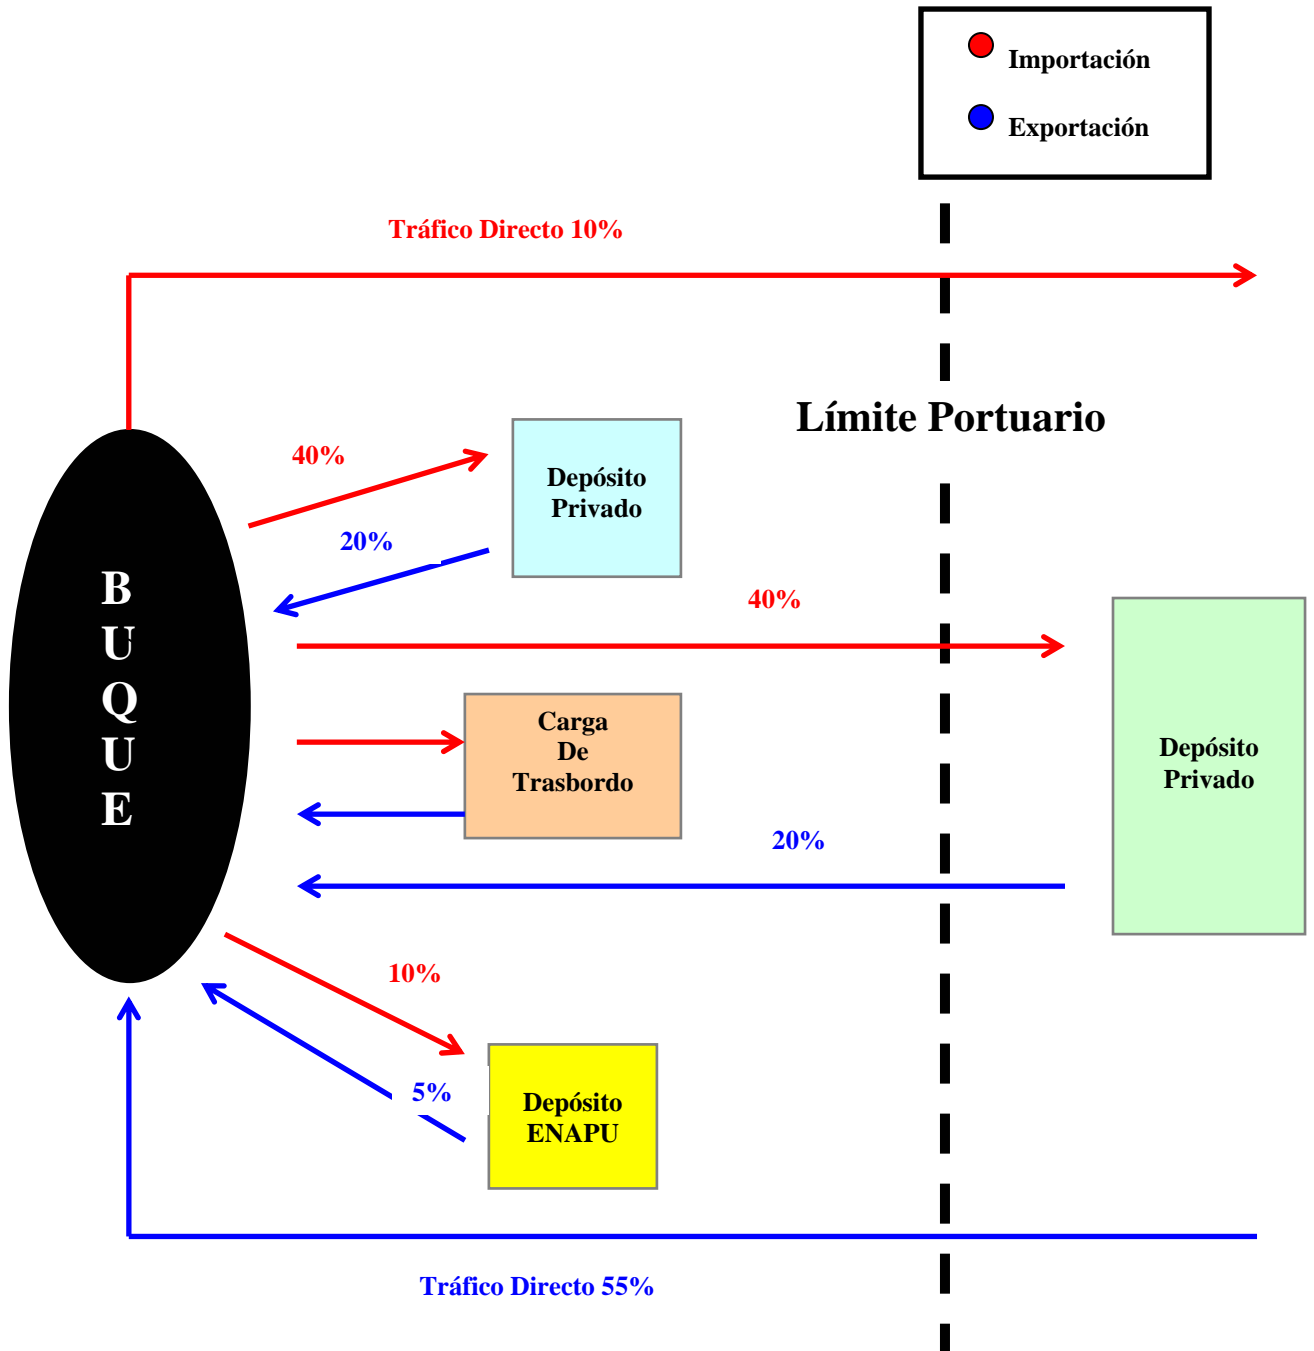 Importación
Exportación
Tráfico Directo 10%
Límite Portuario
40%
Depósito
Privado
20%
B
U
Q
U
E
40%
Carga
De
Trasbordo
Depósito
Privado
20%
10%
5%
Depósito
ENAPU
Tráfico Directo 55%